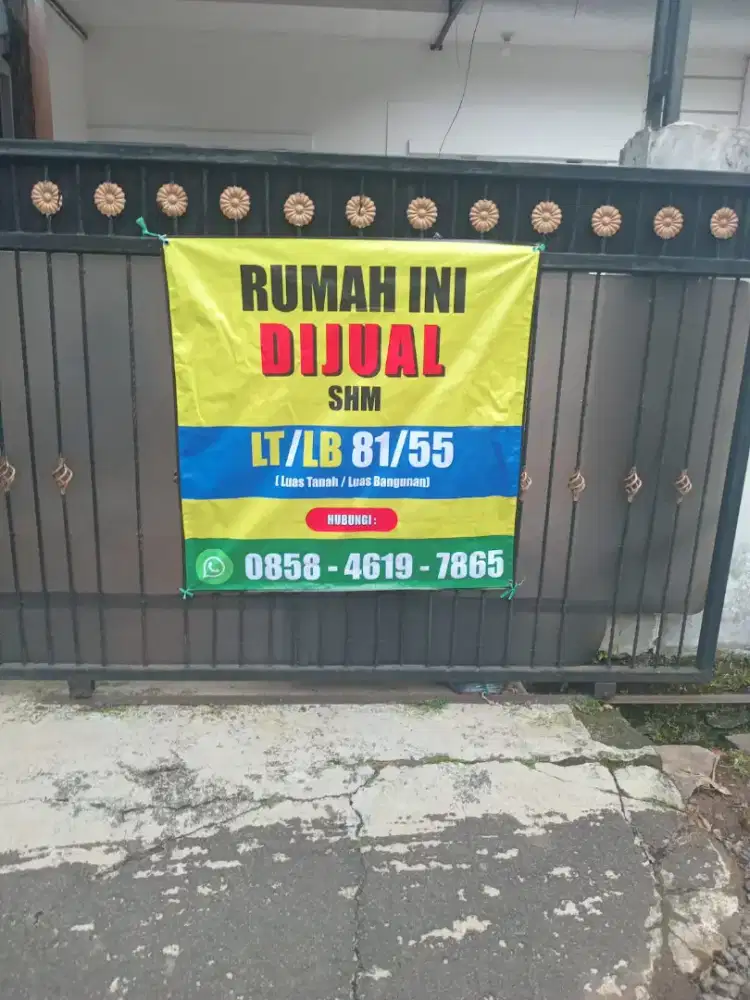 RUMAH INI
DIJUAL
SHM
LT/LB 81/55
(Luas Tanah / Luas Bangunan)
HUBUNGI :
0858 - 4619 - 7865